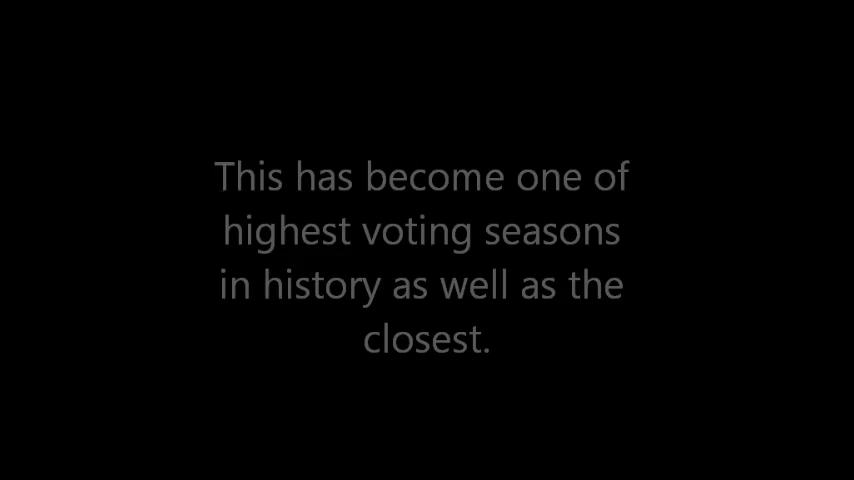 This has become one of
highest voting seasons
in history as well as the
closest.